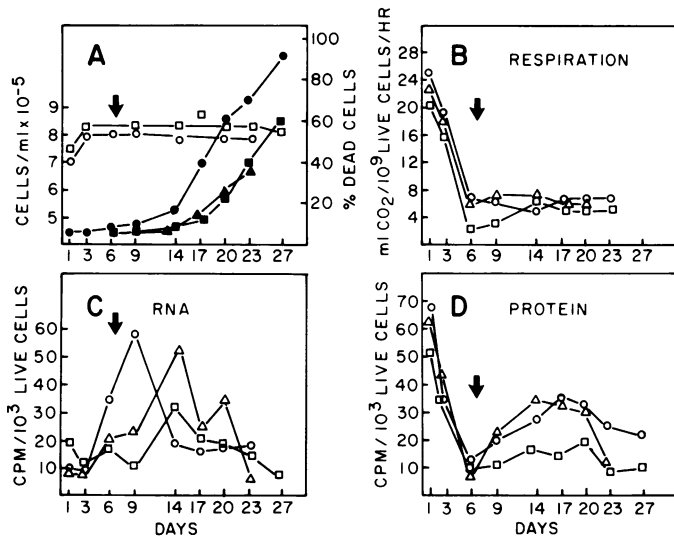 A
CELLS/ml x 10-5
9
8
7
5
100
80
60
40
20
% DEAD CELLS
1 3 6 9 14 17 20 23 27
B RESPIRATION
ml CO2/10⁹ LIVE CELLS/HR
28
24
20
16
12
8
4
1 3 6 9 14 17 20 23 27
C RNA
CPM/10³ LIVE CELLS
60
50
40
30
20
10
1 3 6 9 14 17 20 23 27
DAYS
D PROTEIN
CPM/10³ LIVE CELLS
70
60
50
40
30
20
10
1 3 6 9 14 17 20 23 27
DAYS